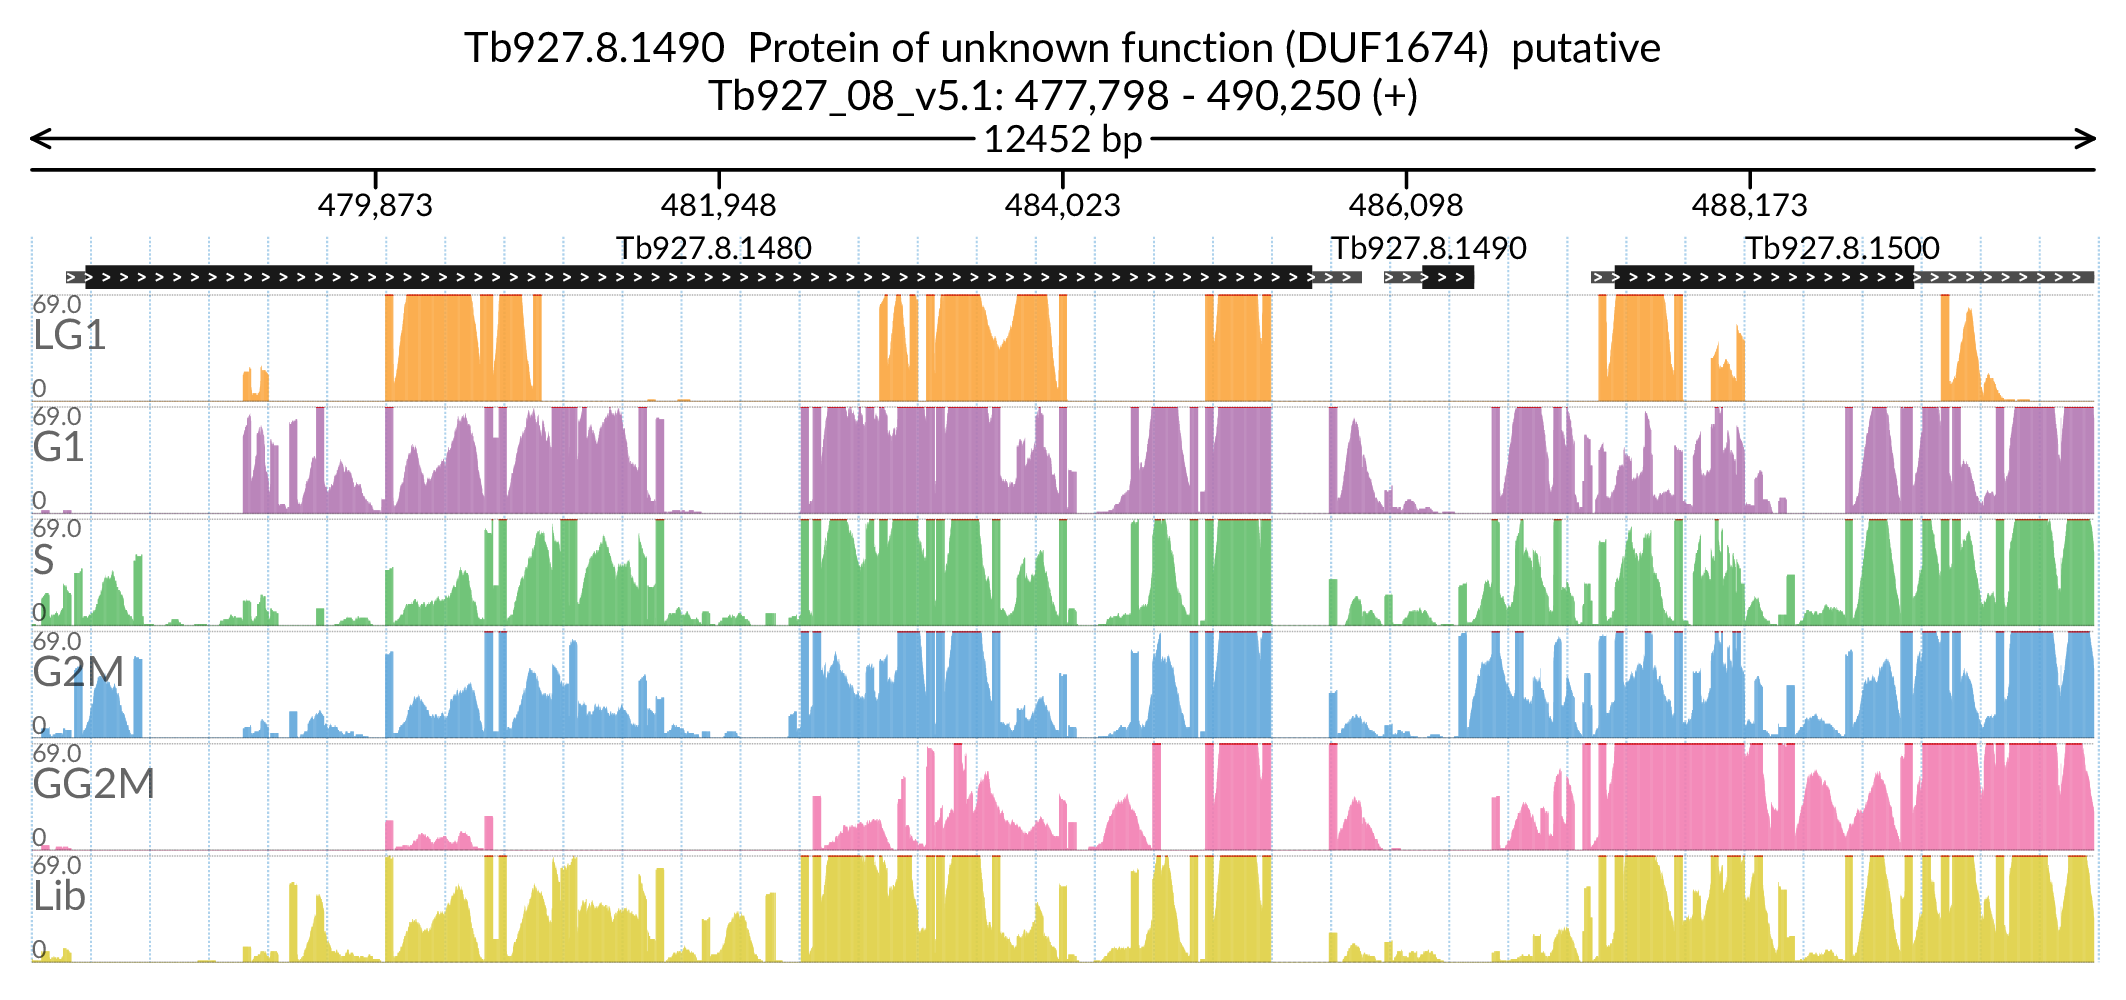 Tb927.8.1490  Protein of unknown function (DUF1674)  putative
Tb927_08_v5.1: 477,798 - 490,250 (+)
12452 bp
479,873 481,948 484,023 486,098 488,173
Tb927.8.1480 Tb927.8.1490 Tb927.8.1500
69.0
LG1
0
69.0
G1
0
69.0
S
0
69.0
G2M
0
69.0
GG2M
0
69.0
Lib
0